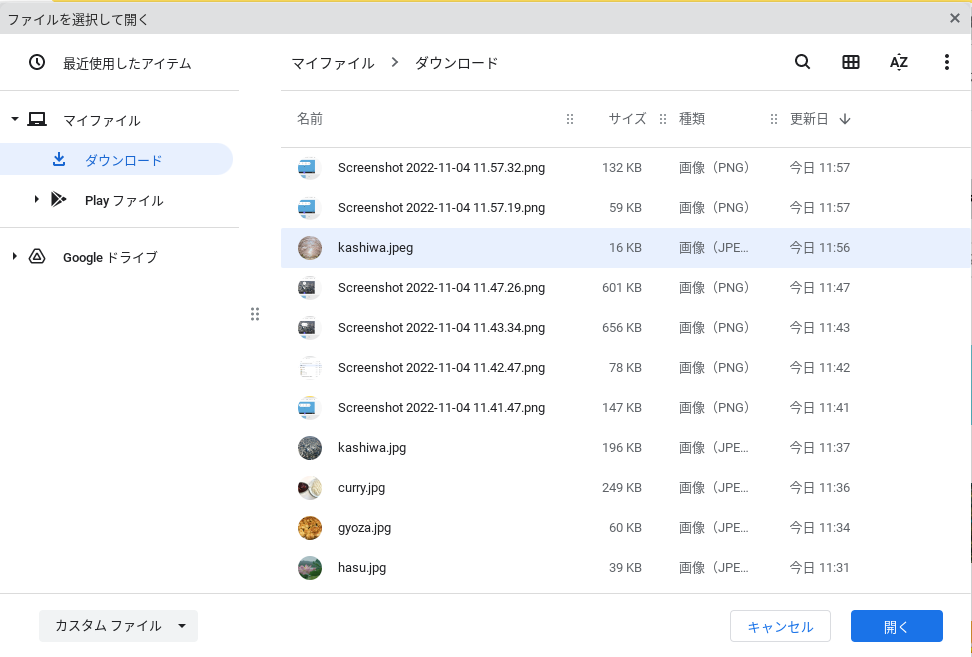 ファイルを選択して開く
最近使用したアイテム
マイファイル
ダウンロード
Play ファイル
Google ドライブ
マイファイル ダウンロード
AZ
名前 サイズ 種類 更新日
Screenshot 2022-11-04 11.57.32.png 132 KB 画像（PNG） 今日 11:57
Screenshot 2022-11-04 11.57.19.png 59 KB 画像（PNG） 今日 11:57
kashiwa.jpeg 16 KB 画像（JPE… 今日 11:56
Screenshot 2022-11-04 11.47.26.png 601 KB 画像（PNG） 今日 11:47
Screenshot 2022-11-04 11.43.34.png 656 KB 画像（PNG） 今日 11:43
Screenshot 2022-11-04 11.42.47.png 78 KB 画像（PNG） 今日 11:42
Screenshot 2022-11-04 11.41.47.png 147 KB 画像（PNG） 今日 11:41
kashiwa.jpg 196 KB 画像（JPE… 今日 11:37
curry.jpg 249 KB 画像（JPE… 今日 11:36
gyoza.jpg 60 KB 画像（JPE… 今日 11:34
hasu.jpg 39 KB 画像（JPE… 今日 11:31
カスタム ファイル
キャンセル 開く